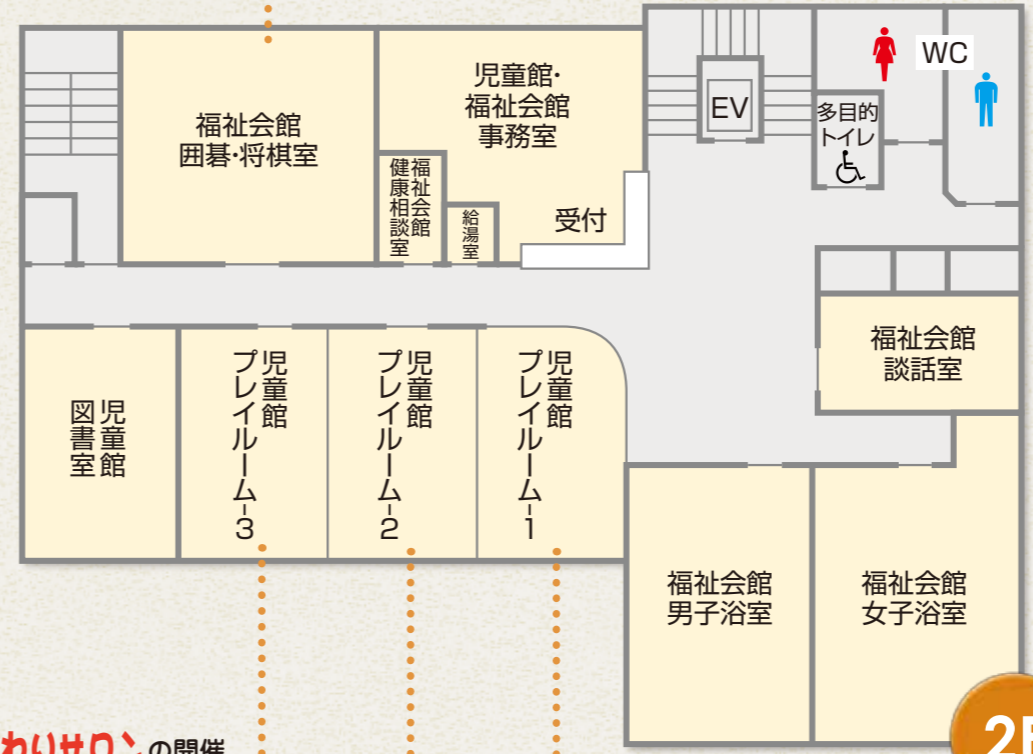 福祉会館
囲碁・将棋室
児童館・
福祉会館
事務室
福祉会館
健康相談室
給湯室
受付
EV
WC
多目的
トイレ
福祉会館
談話室
児童館
図書室
児童館
プレイルーム-3
児童館
プレイルーム-2
児童館
プレイルーム-1
福祉会館
男子浴室
福祉会館
女子浴室
わりサロンの開催